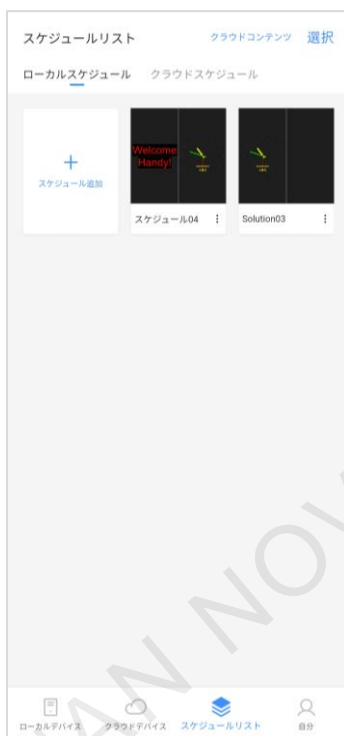 スケジュールリスト
クラウドコンテンツ 選択
ローカルスケジュール クラウドスケジュール
スケジュール追加
Welcome
Handy!
スケジュール04
Solution03
ローカルデバイス クラウドデバイス スケジュールリスト 自分